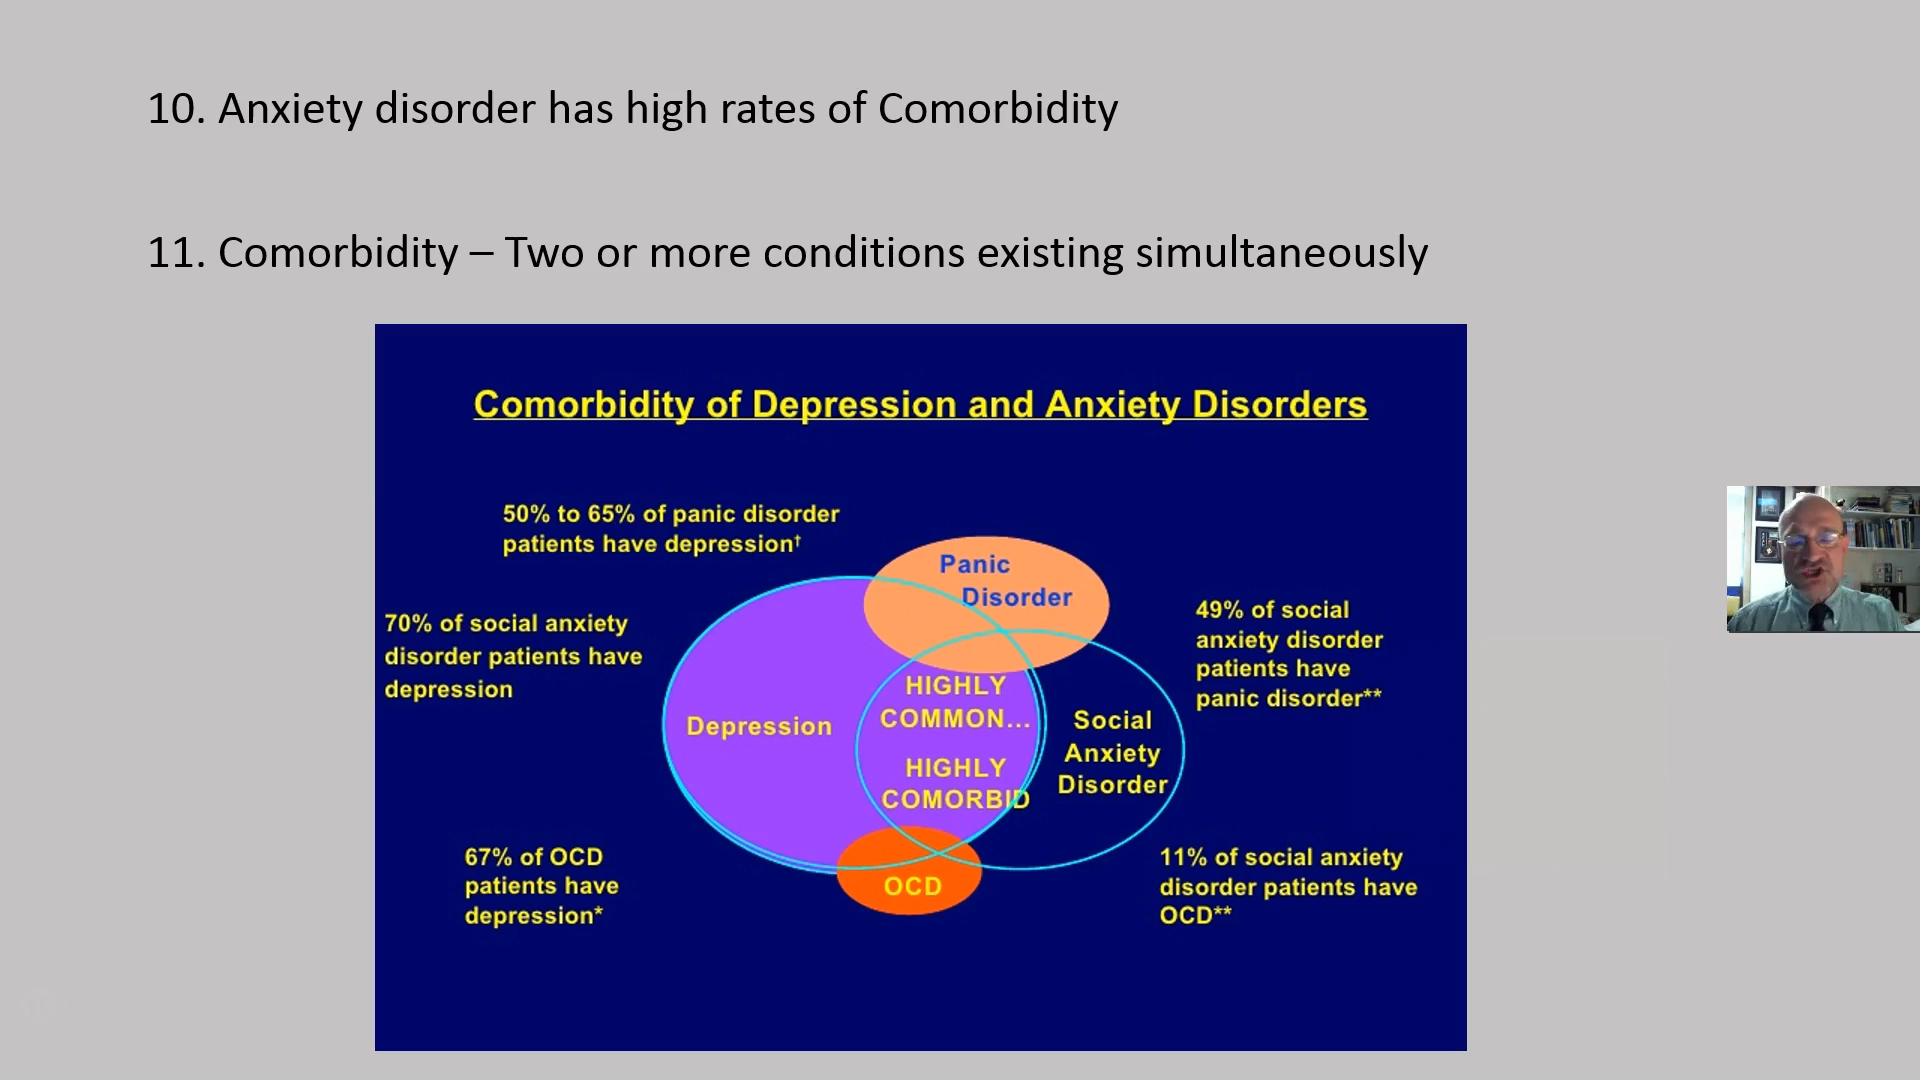 10. Anxiety disorder has high rates of Comorbidity
11. Comorbidity – Two or more conditions existing simultaneously
Comorbidity of Depression and Anxiety Disorders
50% to 65% of panic disorder
patients have depression†
Panic
Disorder
70% of social anxiety
disorder patients have
depression
49% of social
anxiety disorder
patients have
panic disorder**
Depression
HIGHLY
COMMON...
HIGHLY
COMORBID
Social
Anxiety
Disorder
67% of OCD
patients have
depression*
OCD
11% of social anxiety
disorder patients have
OCD**